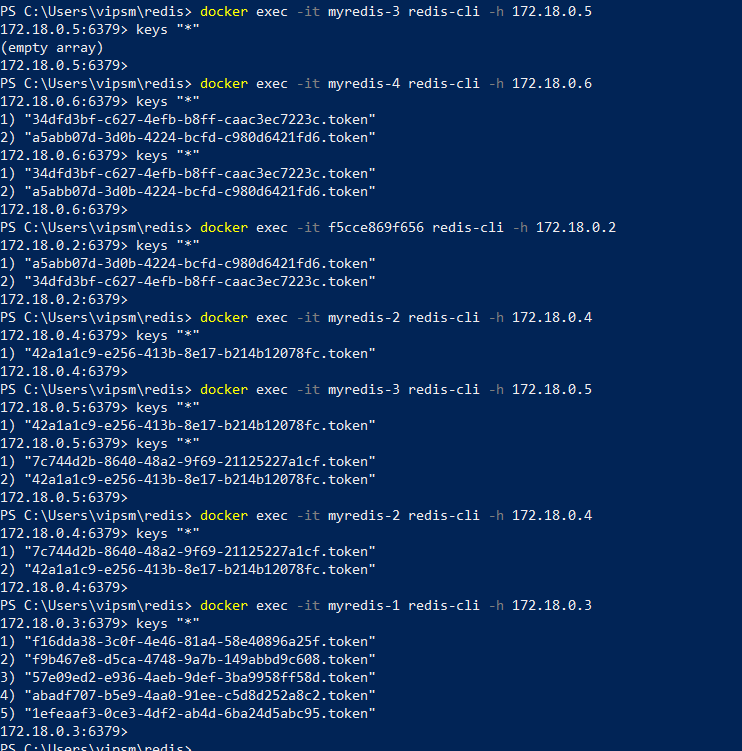 PS C:\Users\vipsm\redis> docker exec -it myredis-3 redis-cli -h 172.18.0.5
172.18.0.5:6379> keys "*"
(empty array)
172.18.0.5:6379>
PS C:\Users\vipsm\redis> docker exec -it myredis-4 redis-cli -h 172.18.0.6
172.18.0.6:6379> keys "*"
1) "34dfd3bf-c627-4efb-b8ff-caac3ec7223c.token"
2) "a5abb07d-3d0b-4224-bcfd-c980d6421fd6.token"
172.18.0.6:6379> keys "*"
1) "34dfd3bf-c627-4efb-b8ff-caac3ec7223c.token"
2) "a5abb07d-3d0b-4224-bcfd-c980d6421fd6.token"
172.18.0.6:6379>
PS C:\Users\vipsm\redis> docker exec -it f5cce869f656 redis-cli -h 172.18.0.2
172.18.0.2:6379> keys "*"
1) "a5abb07d-3d0b-4224-bcfd-c980d6421fd6.token"
2) "34dfd3bf-c627-4efb-b8ff-caac3ec7223c.token"
172.18.0.2:6379>
PS C:\Users\vipsm\redis> docker exec -it myredis-2 redis-cli -h 172.18.0.4
172.18.0.4:6379> keys "*"
1) "42a1a1c9-e256-413b-8e17-b214b12078fc.token"
172.18.0.4:6379>
PS C:\Users\vipsm\redis> docker exec -it myredis-3 redis-cli -h 172.18.0.5
172.18.0.5:6379> keys "*"
1) "42a1a1c9-e256-413b-8e17-b214b12078fc.token"
172.18.0.5:6379> keys "*"
1) "7c744d2b-8640-48a2-9f69-21125227a1cf.token"
2) "42a1a1c9-e256-413b-8e17-b214b12078fc.token"
172.18.0.5:6379>
PS C:\Users\vipsm\redis> docker exec -it myredis-2 redis-cli -h 172.18.0.4
172.18.0.4:6379> keys "*"
1) "7c744d2b-8640-48a2-9f69-21125227a1cf.token"
2) "42a1a1c9-e256-413b-8e17-b214b12078fc.token"
172.18.0.4:6379>
PS C:\Users\vipsm\redis> docker exec -it myredis-1 redis-cli -h 172.18.0.3
172.18.0.3:6379> keys "*"
1) "f16dda38-3c0f-4e46-81a4-58e40896a25f.token"
2) "f9b467e8-d5ca-4748-9a7b-149abbd9c608.token"
3) "57e09ed2-e936-4aeb-9def-3ba9958ff58d.token"
4) "abadf707-b5e9-4aa0-91ee-c5d8d252a8c2.token"
5) "1efeaaf3-0ce3-4df2-ab4d-6ba24d5abc95.token"
172.18.0.3:6379>
PS C:\Users\vipsm\redis>